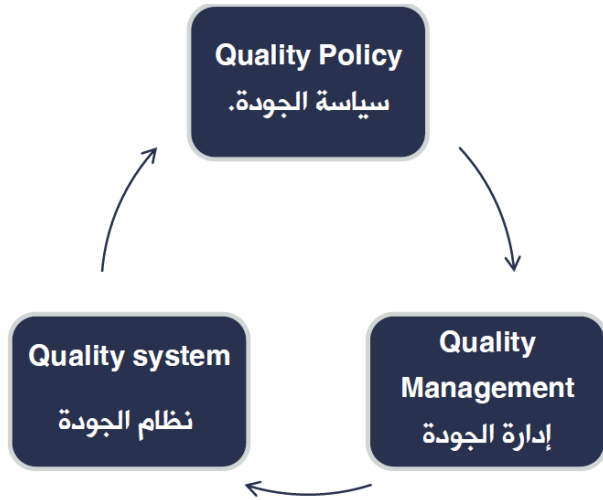 Quality Policy
سياسة الجودة.
Quality system
نظام الجودة
Quality
Management
إدارة الجودة